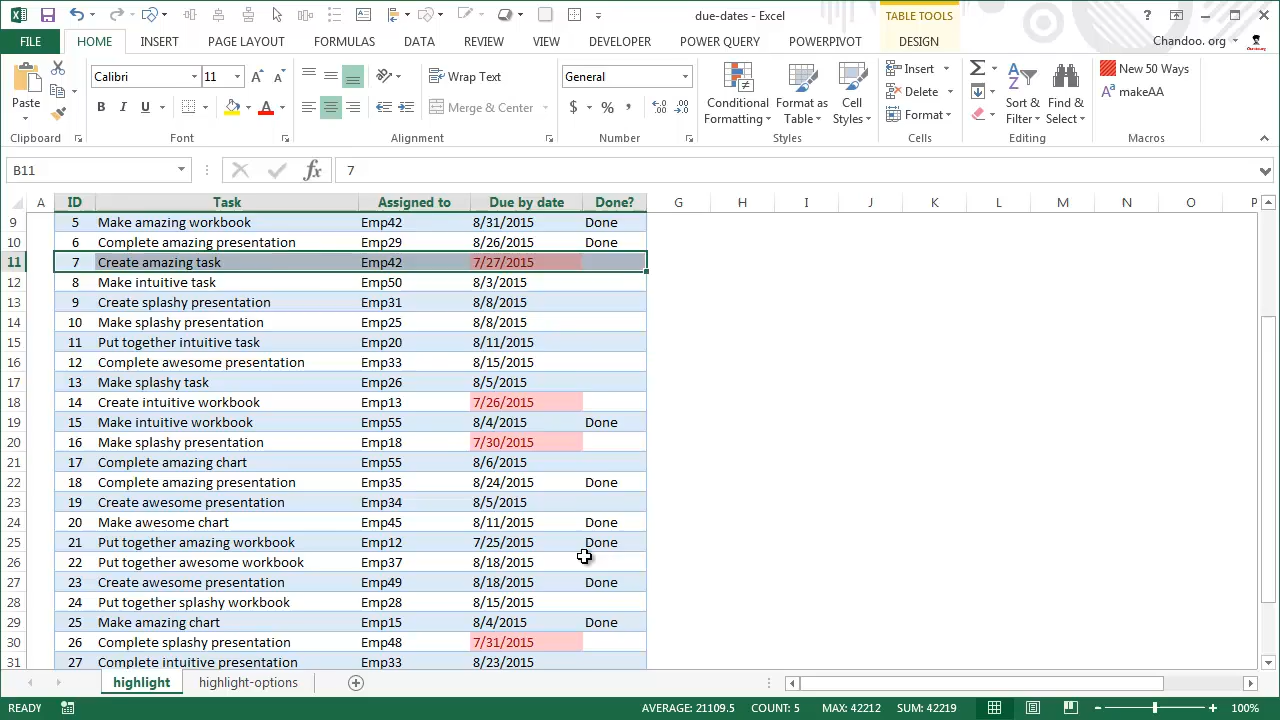 due-dates - Excel
TABLE TOOLS
FILE HOME INSERT PAGE LAYOUT FORMULAS DATA REVIEW VIEW DEVELOPER POWERQUERY POWERPIVOT DESIGN Chandoo. org
Paste
Calibri 11
Wrap Text
Merge & Center
General
Conditional Formatting
Format as Table
Cell Styles
Insert
Delete
Format
Sort & Filter
Find & Select
New 50 Ways
makeAA
Clipboard Font Alignment Number Styles Cells Editing Macros
B11 fx 7
A ID Task Assigned to Due by date Done? G H I J K L M N O P
9 5 Make amazing workbook Emp42 8/31/2015 Done
10 6 Complete amazing presentation Emp29 8/26/2015 Done
11 7 Create amazing task Emp42 7/27/2015
12 8 Make intuitive task Emp50 8/3/2015
13 9 Create splashy presentation Emp31 8/8/2015
14 10 Make splashy presentation Emp25 8/8/2015
15 11 Put together intuitive task Emp20 8/11/2015
16 12 Complete awesome presentation Emp33 8/15/2015
17 13 Make splashy task Emp26 8/5/2015
18 14 Create intuitive workbook Emp13 7/26/2015
19 15 Make intuitive workbook Emp55 8/4/2015 Done
20 16 Make splashy presentation Emp18 7/30/2015
21 17 Complete amazing chart Emp55 8/6/2015
22 18 Complete amazing presentation Emp35 8/24/2015 Done
23 19 Create awesome presentation Emp34 8/5/2015
24 20 Make awesome chart Emp45 8/11/2015 Done
25 21 Put together amazing workbook Emp12 7/25/2015 Done
26 22 Put together awesome workbook Emp37 8/18/2015
27 23 Create awesome presentation Emp49 8/18/2015 Done
28 24 Put together splashy workbook Emp28 8/15/2015
29 25 Make amazing chart Emp15 8/4/2015 Done
30 26 Complete splashy presentation Emp48 7/31/2015
31 27 Complete intuitive presentation Emp33 8/23/2015
highlight highlight-options
READY AVERAGE: 21109.5 COUNT: 5 MAX: 42212 SUM: 42219 100%